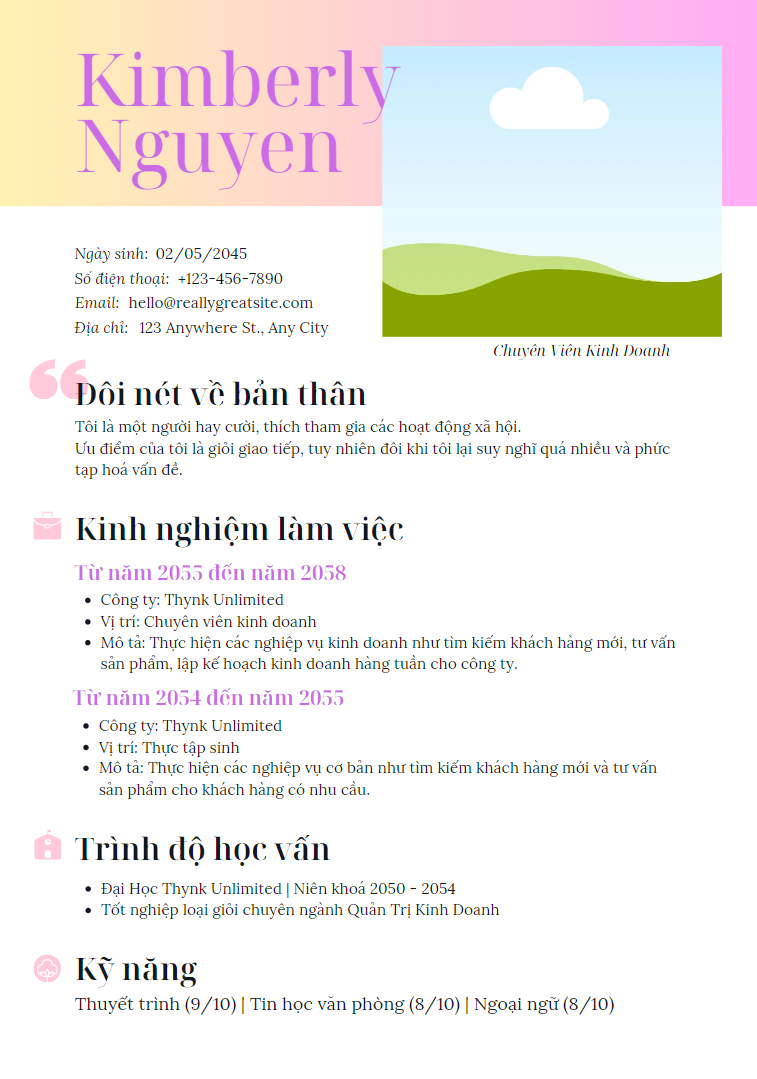 Kimberly
Nguyen
Ngày sinh: 02/05/2045
Số điện thoại: +123-456-7890
Email: hello@reallygreatsite.com
Địa chỉ: 123 Anywhere St., Any City
Chuyên Viên Kinh Doanh
Đôi nét về bản thân
Tôi là một người hay cười, thích tham gia các hoạt động xã hội.
Ưu điểm của tôi là giỏi giao tiếp, tuy nhiên đôi khi tôi lại suy nghĩ quá nhiều và phức
tạp hoá vấn đề.
Kinh nghiệm làm việc
Từ năm 2055 đến năm 2058
• Công ty: Thynk Unlimited
• Vị trí: Chuyên viên kinh doanh
• Mô tả: Thực hiện các nghiệp vụ kinh doanh như tìm kiếm khách hàng mới, tư vấn
sản phẩm, lập kế hoạch kinh doanh hàng tuần cho công ty.
Từ năm 2054 đến năm 2055
• Công ty: Thynk Unlimited
• Vị trí: Thực tập sinh
• Mô tả: Thực hiện các nghiệp vụ cơ bản như tìm kiếm khách hàng mới và tư vấn
sản phẩm cho khách hàng có nhu cầu.
Trình độ học vấn
• Đại Học Thynk Unlimited | Niên khoá 2050 - 2054
• Tốt nghiệp loại giỏi chuyên ngành Quản Trị Kinh Doanh
Kỹ năng
Thuyết trình (9/10) | Tin học văn phòng (8/10) | Ngoại ngữ (8/10)